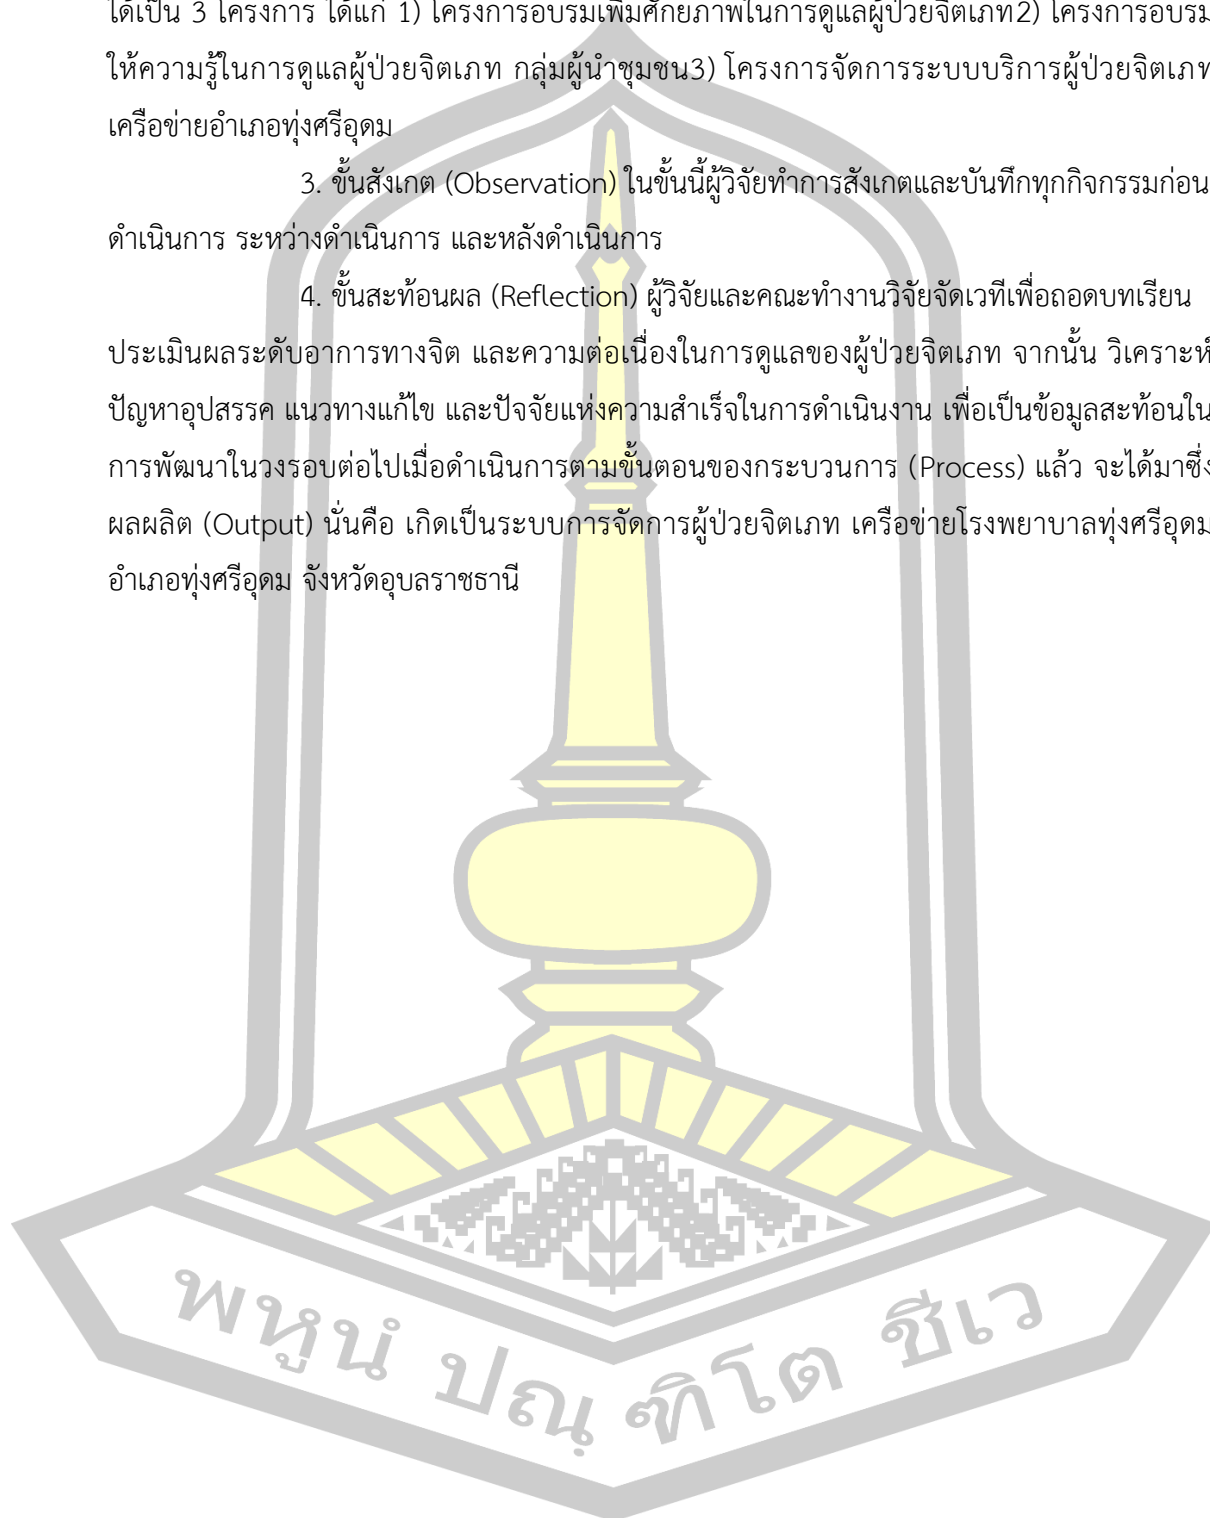 ได้เป็น 3 โครงการ ได้แก่ 1) โครงการอบรมเพิ่มศักยภาพในการดูแลผู้ป่วยจิตเภท2) โครงการอบรม
ให้ความรู้ในการดูแลผู้ป่วยจิตเภท กลุ่มผู้นำชุมชน3) โครงการจัดการระบบบริการผู้ป่วยจิตเภท
เครือข่ายอำเภอทุ่งศรีอุดม
3. ขั้นสังเกต (Observation) ในขั้นนี้ผู้วิจัยทำการสังเกตและบันทึกทุกกิจกรรมก่อน
ดำเนินการ ระหว่างดำเนินการ และหลังดำเนินการ
4. ขั้นสะท้อนผล (Reflection) ผู้วิจัยและคณะทำงานวิจัยจัดเวทีเพื่อถอดบทเรียน
ประเมินผลระดับอาการทางจิต และความต่อเนื่องในการดูแลของผู้ป่วยจิตเภท จากนั้น วิเคราะห์
ปัญหาอุปสรรค แนวทางแก้ไข และปัจจัยแห่งความสำเร็จในการดำเนินงาน เพื่อเป็นข้อมูลสะท้อนใน
การพัฒนาในวงรอบต่อไปเมื่อดำเนินการตามขั้นตอนของกระบวนการ (Process) แล้ว จะได้มาซึ่ง
ผลผลิต (Output) นั่นคือ เกิดเป็นระบบการจัดการผู้ป่วยจิตเภท เครือข่ายโรงพยาบาลทุ่งศรีอุดม
อำเภอทุ่งศรีอุดม จังหวัดอุบลราชธานี
พหูนํ ปณฺ ฑิโต ชีเว